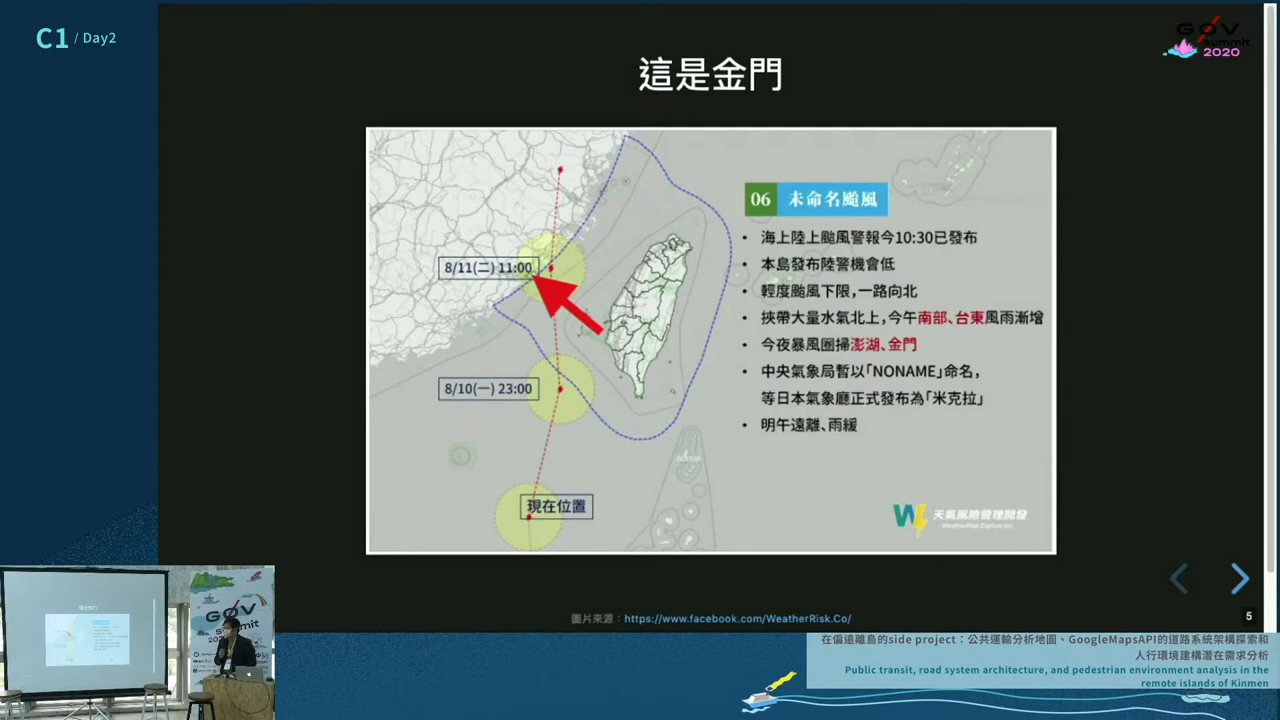 C1 / Day2
GOV
summit
2020
這是金門
06 未命名颱風
• 海上陸上颱風警報今10:30已發布
• 本島發布陸警機會低
• 輕度颱風下限，一路向北
• 挾帶大量水氣北上，今午南部、台東風雨漸增
• 今夜暴風圈掃澎湖、金門
• 中央氣象局暫以「NONAME」命名，
等日本氣象廳正式發布為「米克拉」
• 明午遠離、雨緩
8/11(二) 11:00
8/10(一) 23:00
現在位置
天氣風險管理開發
WeatherRisk Explore Inc.
圖片來源：https://www.facebook.com/WeatherRisk.Co/
5
GOV
summit
在偏遠離島的side project：公共運輸分析地圖、GoogleMapsAPI的道路系統架構探索和
人行環境建構潛在需求分析
Public transit, road system architecture, and pedestrian environment analysis in the
remote islands of Kinmen